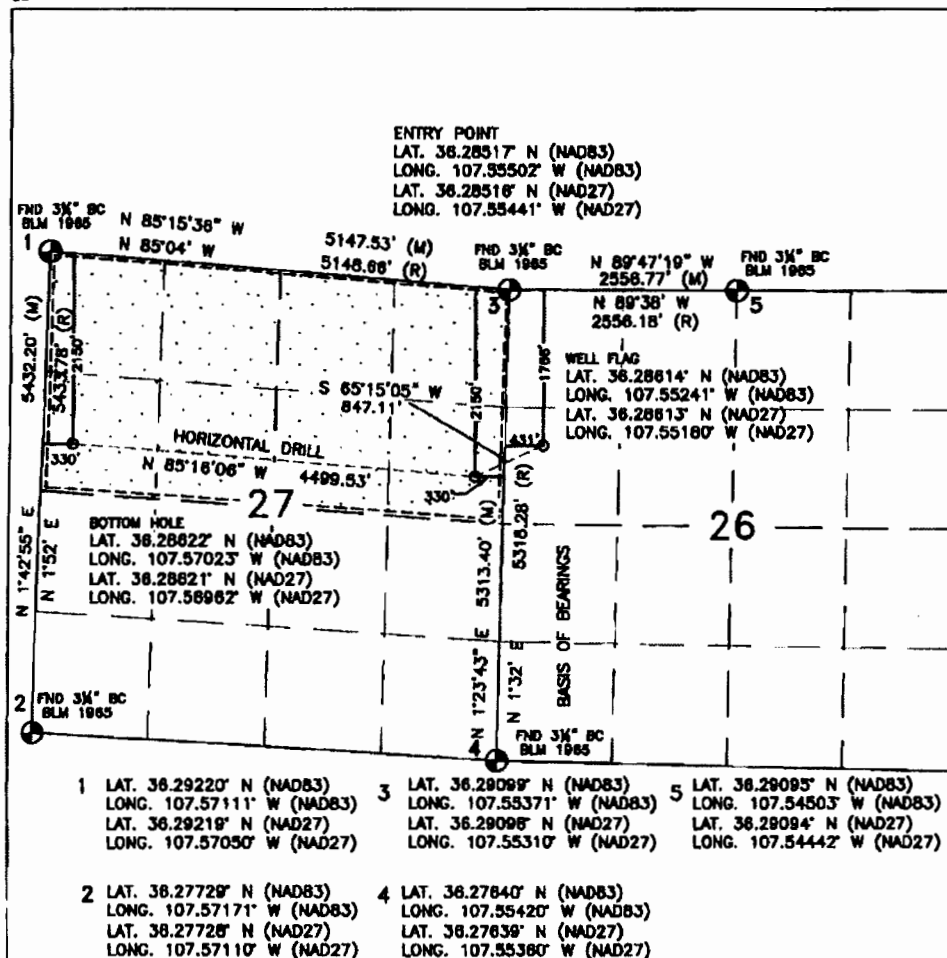 ENTRY POINT
LAT. 36.28517° N (NAD83)
LONG. 107.55502° W (NAD83)
LAT. 36.28516° N (NAD27)
LONG. 107.55441° W (NAD27)
FND 3¼" BC
BLM 1965
1
N 85°15'36" W
N 85°04' W
5147.53' (M)
5148.66' (R)
FND 3¼" BC
BLM 1965
3
N 89°47'19" W
2556.77' (M)
N 89°38' W
2556.18' (R)
FND 3¼" BC
BLM 1965
5
5432.20' (M)
5433.78' (R)
2150'
S 65°15'05" W
847.11'
2150'
1766'
WELL FLAG
LAT. 36.28614° N (NAD83)
LONG. 107.55241° W (NAD83)
LAT. 36.28613° N (NAD27)
LONG. 107.55180° W (NAD27)
431'
HORIZONTAL DRILL
330'
N 85°16'06" W
4499.53'
330'
27
26
BOTTOM HOLE
LAT. 36.28622° N (NAD83)
LONG. 107.57023° W (NAD83)
LAT. 36.28621° N (NAD27)
LONG. 107.56962° W (NAD27)
N 1°42'55" E
N 1°52' E
N 1°23'43" E 5313.40' (M)
N 1°32' E 5318.28' (R)
BASIS OF BEARINGS
2
FND 3¼" BC
BLM 1965
4
FND 3¼" BC
BLM 1965
1 LAT. 36.29220° N (NAD83)
LONG. 107.57111° W (NAD83)
LAT. 36.29219° N (NAD27)
LONG. 107.57050° W (NAD27)
3 LAT. 36.29099° N (NAD83)
LONG. 107.55371° W (NAD83)
LAT. 36.29098° N (NAD27)
LONG. 107.55310° W (NAD27)
5 LAT. 36.29095° N (NAD83)
LONG. 107.54503° W (NAD83)
LAT. 36.29094° N (NAD27)
LONG. 107.54442° W (NAD27)
2 LAT. 36.27729° N (NAD83)
LONG. 107.57171° W (NAD83)
LAT. 36.27728° N (NAD27)
LONG. 107.57110° W (NAD27)
4 LAT. 36.27640° N (NAD83)
LONG. 107.55420° W (NAD83)
LAT. 36.27639° N (NAD27)
LONG. 107.55360° W (NAD27)